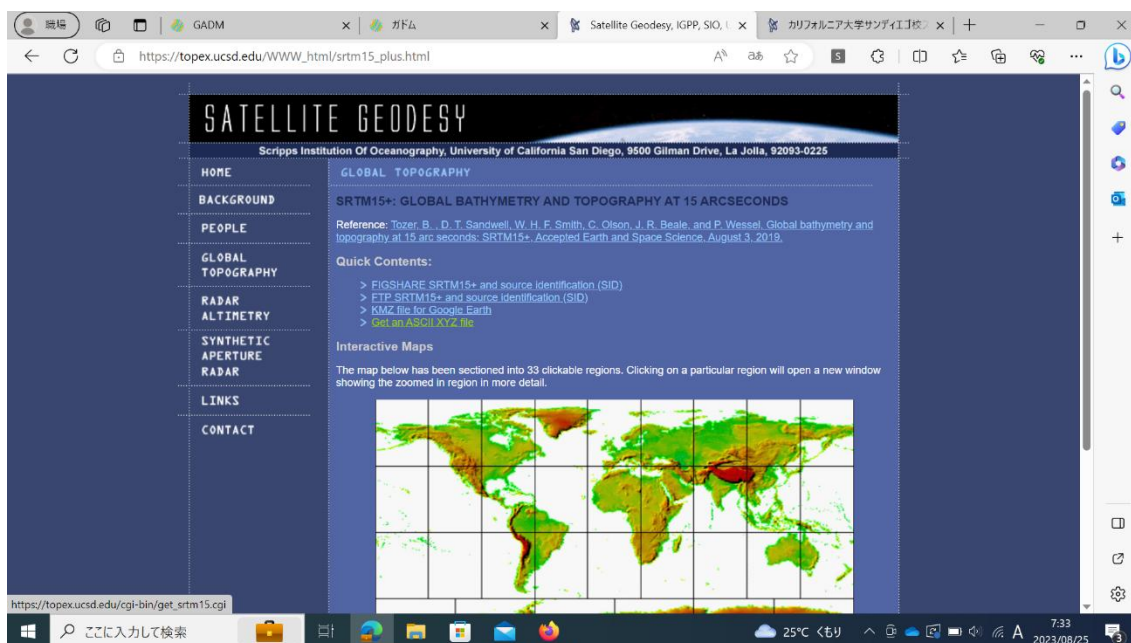 職場
GADM
ガドム
Satellite Geodesy, IGPP, SIO, U
カリフォルニア大学サンディエゴ校
https://topex.ucsd.edu/WWW_html/srtm15_plus.html
SATELLITE GEODESY
Scripps Institution Of Oceanography, University of California San Diego, 9500 Gilman Drive, La Jolla, 92093-0225
HOME
BACKGROUND
PEOPLE
GLOBAL
TOPOGRAPHY
RADAR
ALTIMETRY
SYNTHETIC
APERTURE
RADAR
LINKS
CONTACT
GLOBAL TOPOGRAPHY
SRTM15+: GLOBAL BATHYMETRY AND TOPOGRAPHY AT 15 ARCSECONDS
Reference: Tozer, B. , D. T. Sandwell, W. H. F. Smith, C. Olson, J. R. Beale, and P. Wessel, Global bathymetry and
topography at 15 arc seconds: SRTM15+, Accepted Earth and Space Science, August 3, 2019.
Quick Contents:
> FIGSHARE SRTM15+ and source identification (SID)
> FTP SRTM15+ and source identification (SID)
> KMZ file for Google Earth
> Get an ASCII XYZ file
Interactive Maps
The map below has been sectioned into 33 clickable regions. Clicking on a particular region will open a new window
showing the zoomed in region in more detail.
https://topex.ucsd.edu/cgi-bin/get_srtm15.cgi
ここに入力して検索
25°C くもり
A
7:33
2023/08/25